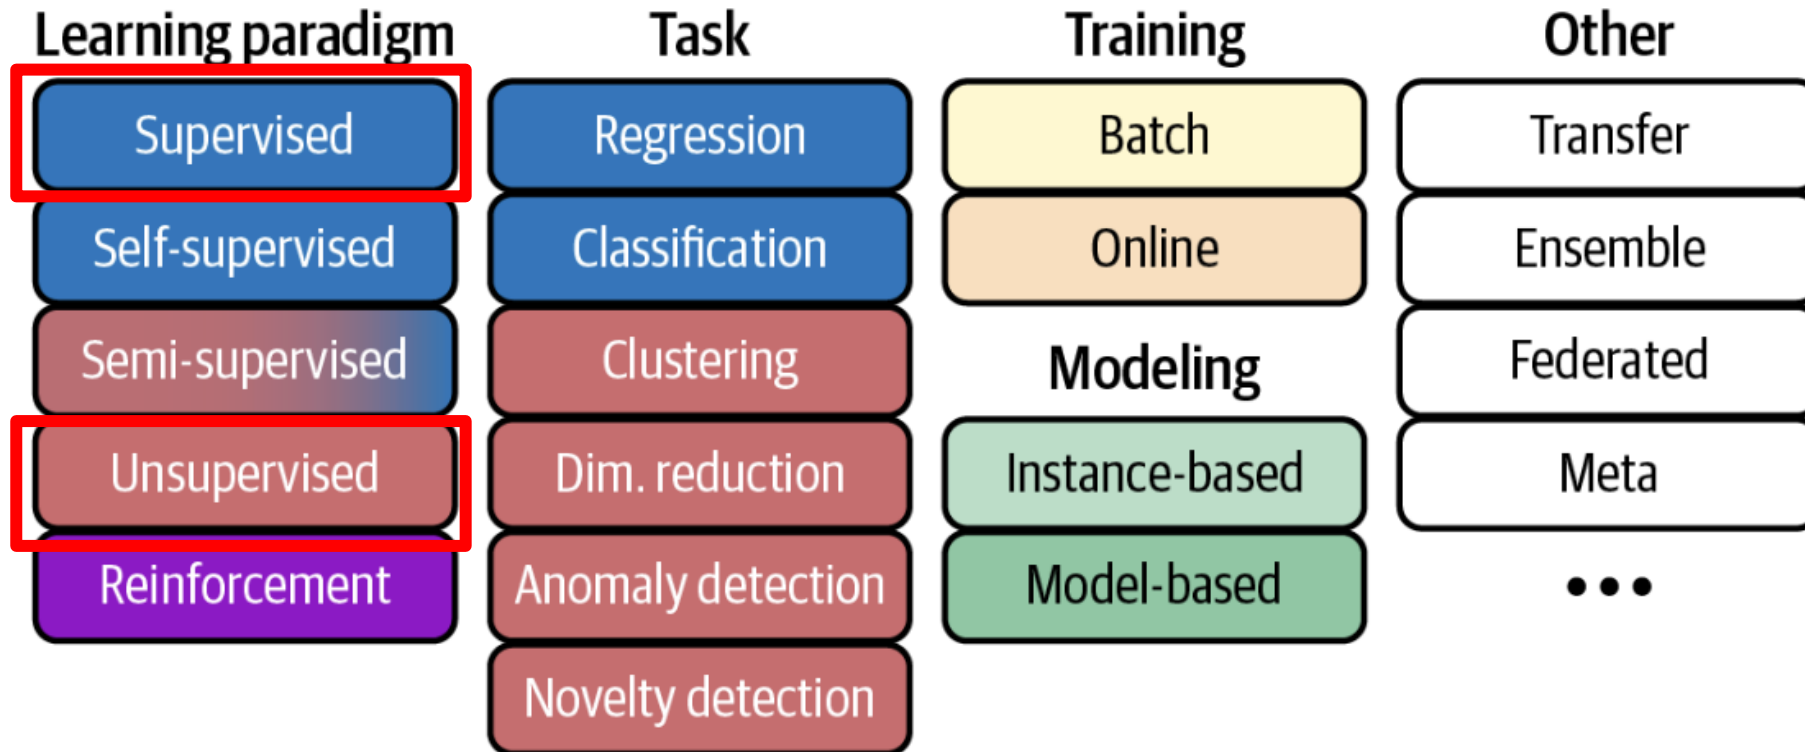 Learning paradigm
Supervised
Self-supervised
Semi-supervised
Unsupervised
Reinforcement
Task
Regression
Classification
Clustering
Dim. reduction
Anomaly detection
Novelty detection
Training
Batch
Online
Modeling
Instance-based
Model-based
Other
Transfer
Ensemble
Federated
Meta
•••